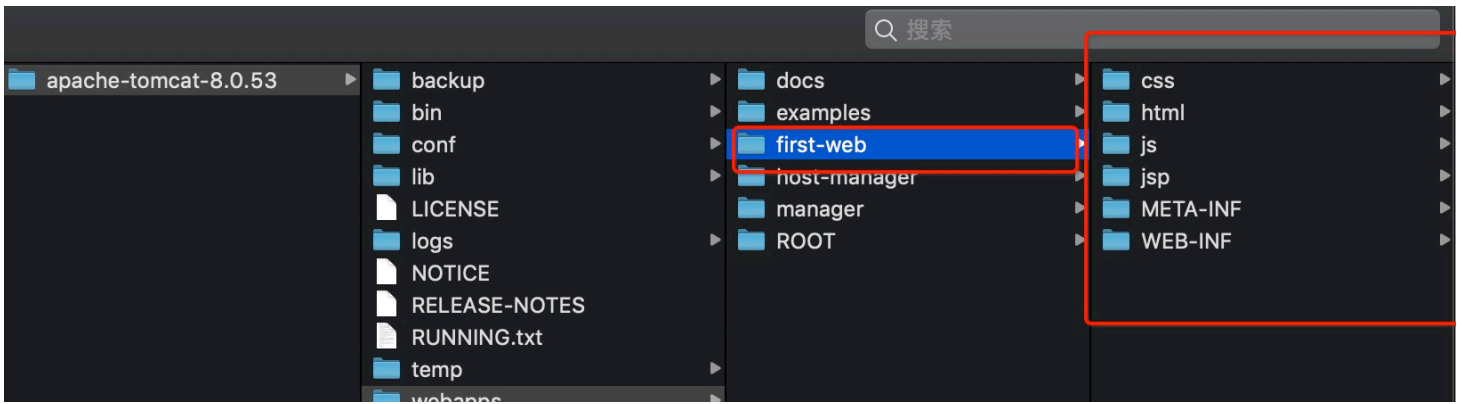 搜索
apache-tomcat-8.0.53
backup
bin
conf
lib
LICENSE
logs
NOTICE
RELEASE-NOTES
RUNNING.txt
temp
webapps
docs
examples
first-web
host-manager
manager
ROOT
css
html
js
jsp
META-INF
WEB-INF